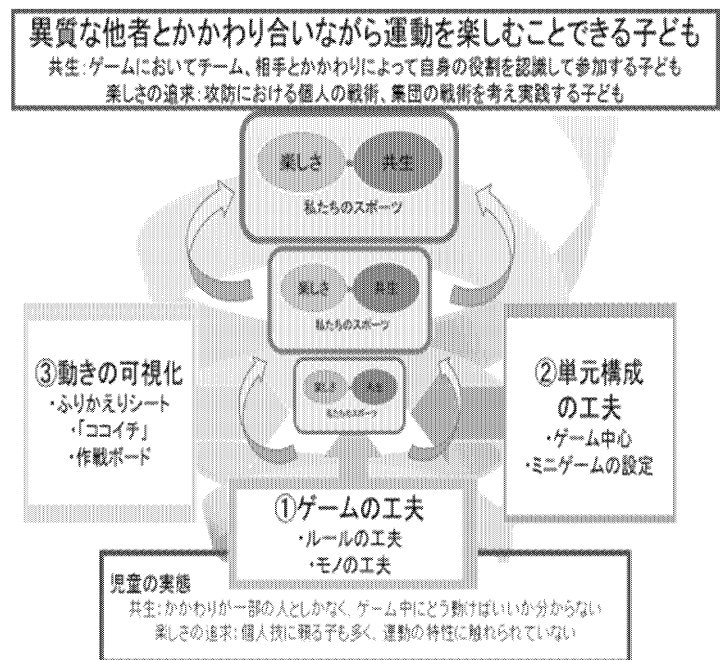 異質な他者とかかわり合いながら運動を楽しむことできる子ども
共生:ゲームにおいてチーム、相手とかかわりによって自身の役割を認識して参加する子ども
楽しさの追求:攻防における個人の戦術、集団の戦術を考え実践する子ども
楽しさ
共生
私たちのスポーツ
楽しさ
共生
私たちのスポーツ
楽しさ
共生
私たちのスポーツ
③動きの可視化
・ふりかえりシート
・「ココイチ」
・作戦ボード
②単元構成
の工夫
・ゲーム中心
・ミニゲームの設定
①ゲームの工夫
・ルールの工夫
・モノの工夫
児童の実態
共生:かかわりが一部の人としかなく、ゲーム中にどう動けばいいか分からない
楽しさの追求:個人技に頼る子も多く、運動の特性に触れられていない